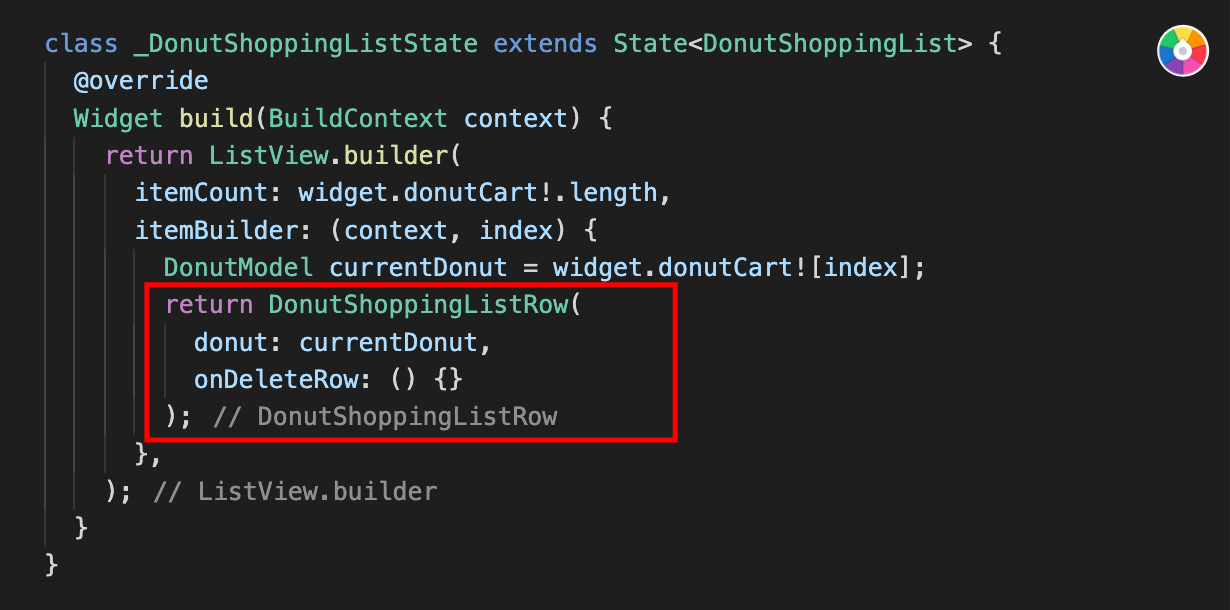 class _DonutShoppingListState extends State<DonutShoppingList> {
@override
Widget build(BuildContext context) {
return ListView.builder(
itemCount: widget.donutCart!.length,
itemBuilder: (context, index) {
DonutModel currentDonut = widget.donutCart![index];
return DonutShoppingListRow(
donut: currentDonut,
onDeleteRow: () {}
); // DonutShoppingListRow
},
); // ListView.builder
}
}